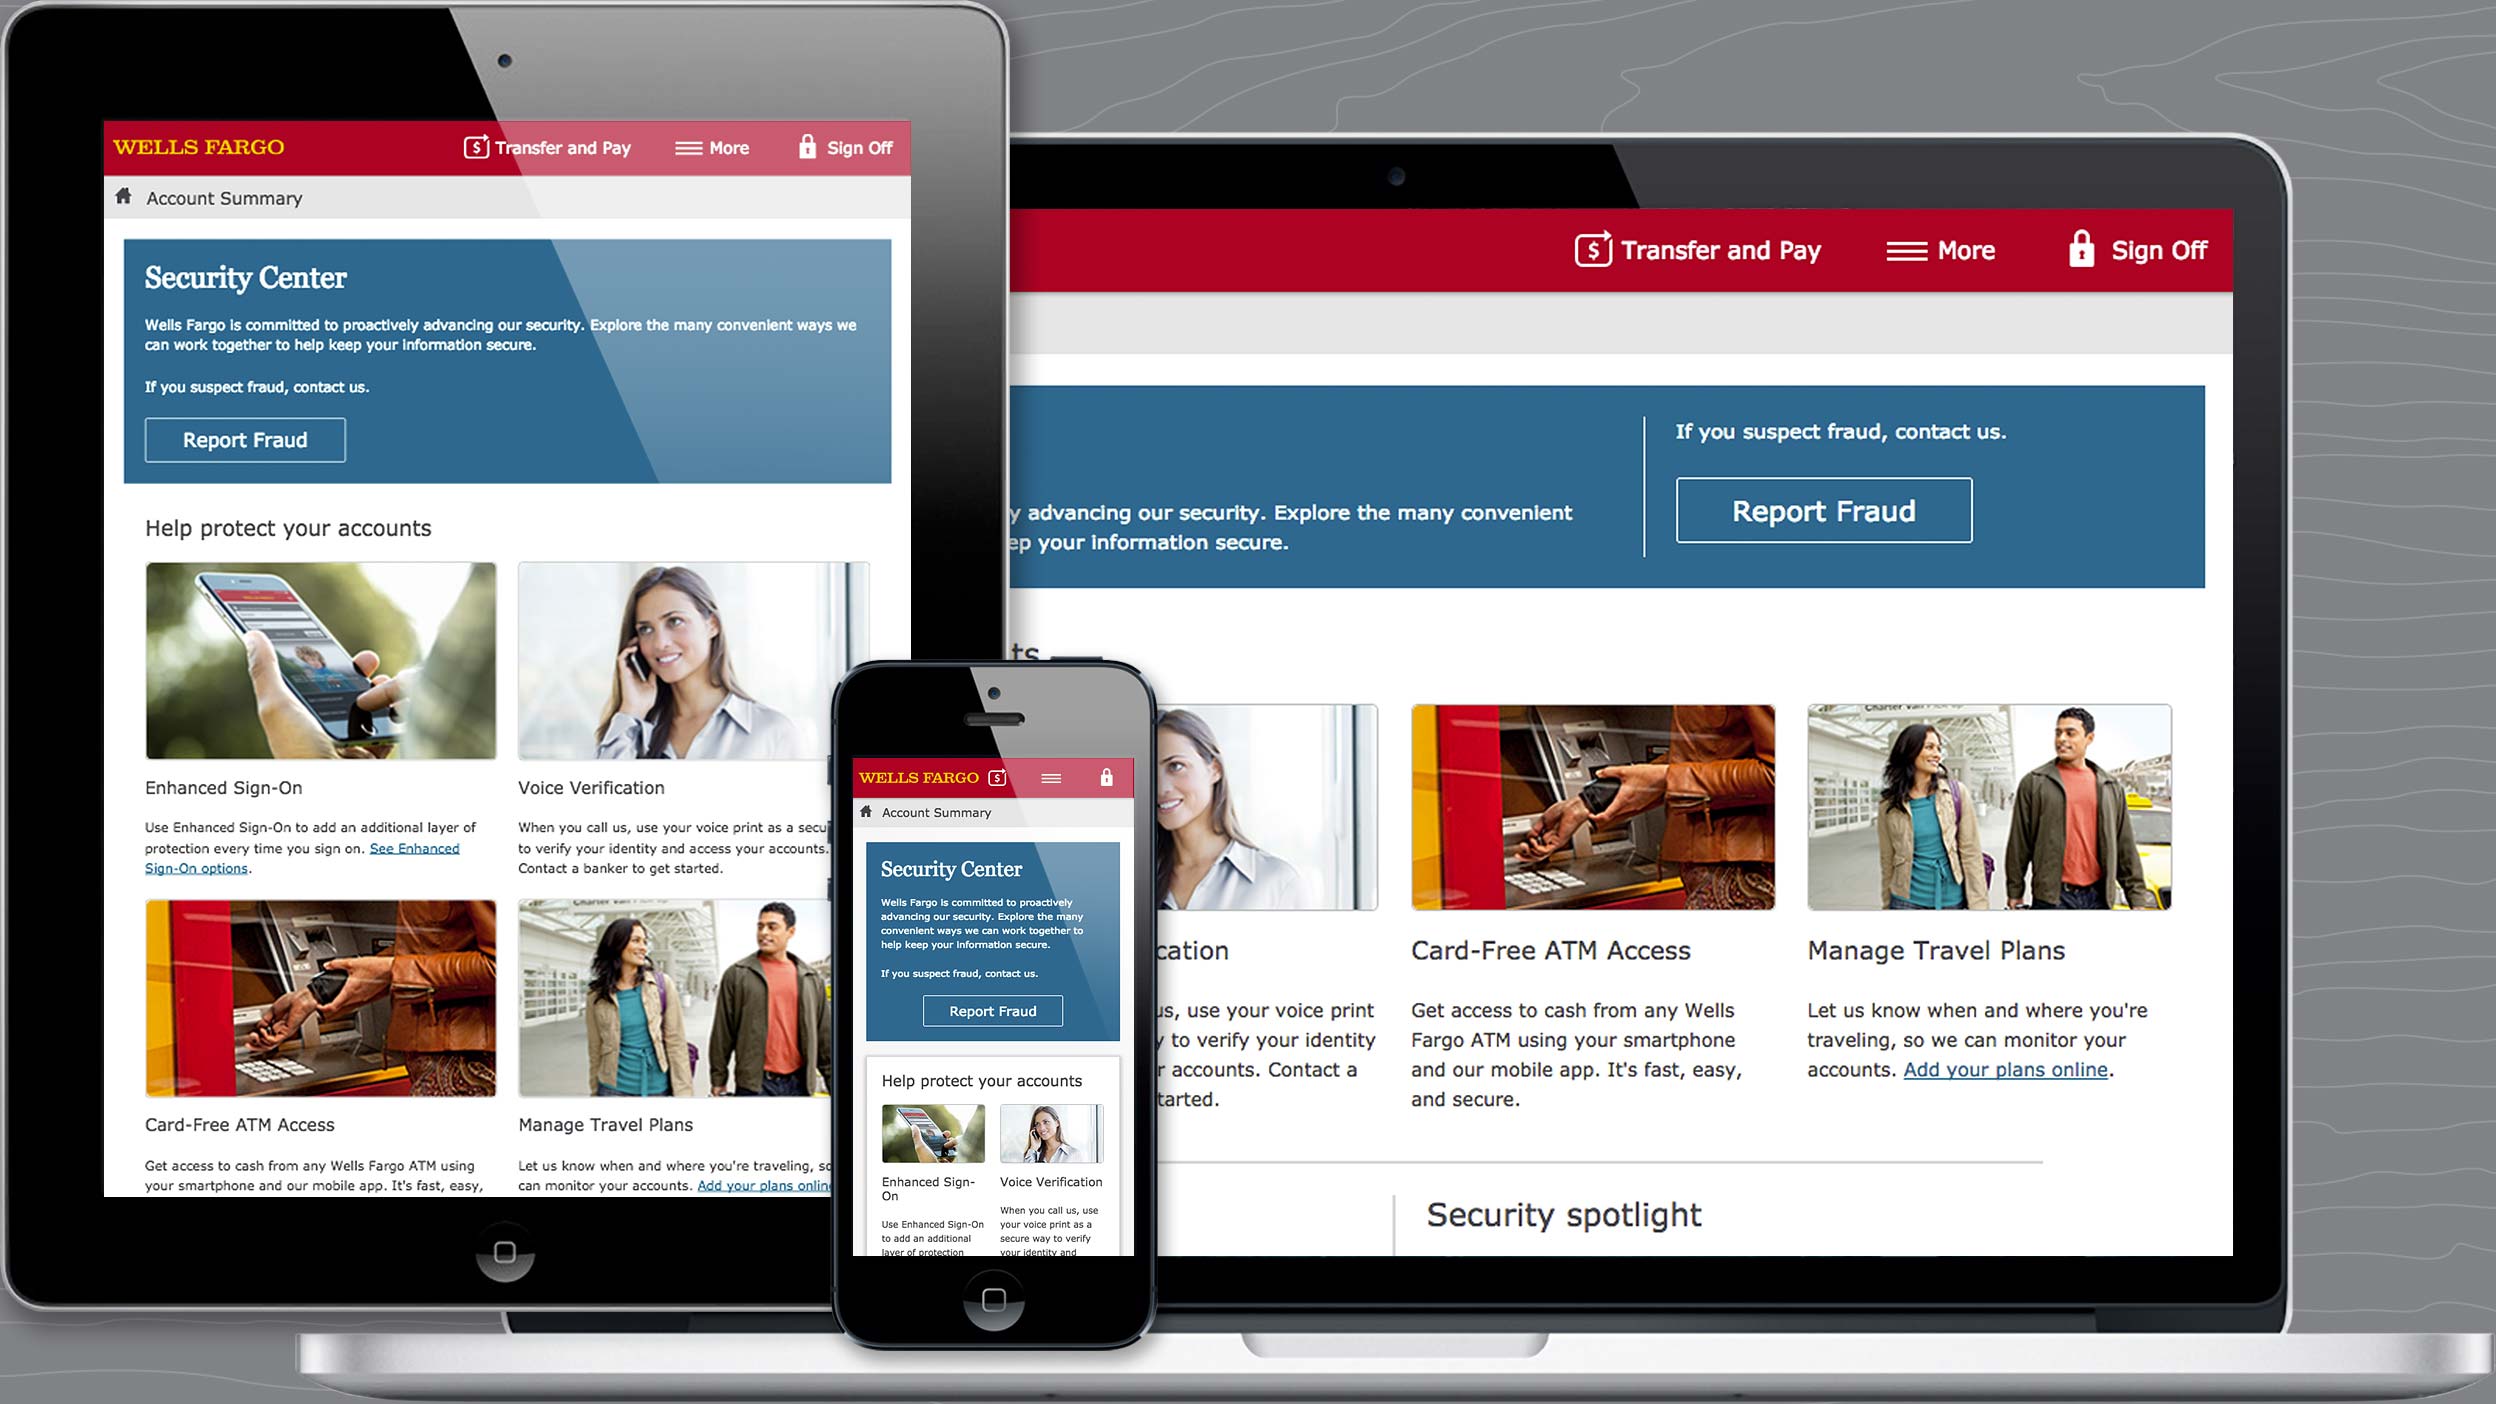 WELLS FARGO
Transfer and Pay
More
Sign Off
Account Summary
Security Center
Wells Fargo is committed to proactively advancing our security. Explore the many convenient ways we
can work together to help keep your information secure.
If you suspect fraud, contact us.
Report Fraud
Help protect your accounts
Enhanced Sign-On
Use Enhanced Sign-On to add an additional layer of
protection every time you sign on. See Enhanced
Sign-On options.
Voice Verification
When you call us, use your voice print as a secu
to verify your identity and access your accounts.
Contact a banker to get started.
Card-Free ATM Access
Get access to cash from any Wells Fargo ATM using
your smartphone and our mobile app. It's fast, easy,
Manage Travel Plans
Let us know when and where you're traveling, so
can monitor your accounts. Add your plans online
WELLS FARGO
Account Summary
Security Center
Wells Fargo is committed to proactively
advancing our security. Explore the many
convenient ways we can work together to
help keep your information secure.
If you suspect fraud, contact us.
Report Fraud
Help protect your accounts
Enhanced Sign-
On
Use Enhanced Sign-On
to add an additional
layer of protection
Voice Verification
When you call us, use
your voice print as a
secure way to verify
your identity and
Transfer and Pay
More
Sign Off
y advancing our security. Explore the many convenient
ep your information secure.
If you suspect fraud, contact us.
Report Fraud
ts
cation
us, use your voice print
y to verify your identity
r accounts. Contact a
tarted.
Card-Free ATM Access
Get access to cash from any Wells
Fargo ATM using your smartphone
and our mobile app. It's fast, easy,
and secure.
Charter Van Pick Up
Manage Travel Plans
Let us know when and where you're
traveling, so we can monitor your
accounts. Add your plans online.
Security spotlight